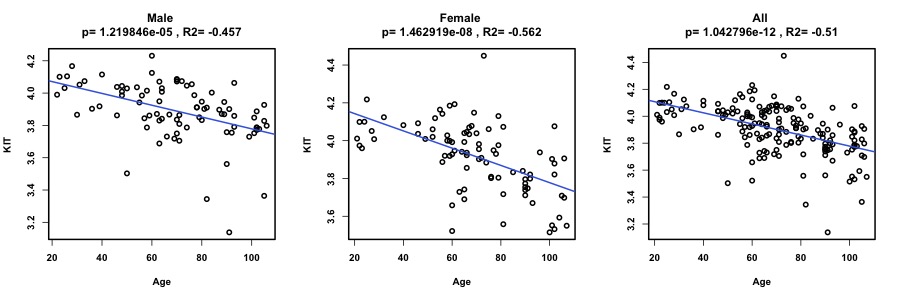 Male
p= 1.219846e-05 , R2= -0.457
KIT
4.2
4.0
3.8
3.6
3.4
3.2
20 40 60 80 100
Age
Female
p= 1.462919e-08 , R2= -0.562
KIT
4.4
4.2
4.0
3.8
3.6
20 40 60 80 100
Age
All
p= 1.042796e-12 , R2= -0.51
KIT
4.4
4.2
4.0
3.8
3.6
3.4
3.2
20 40 60 80 100
Age